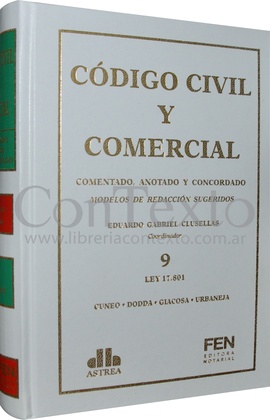 CÓDIGO CIVIL
Y
COMERCIAL
COMENTADO, ANOTADO Y CONCORDADO
MODELOS DE REDACCIÓN SUGERIDOS
ConTexto
EDUARDO GABRIEL CLUSELLAS
Coordinador
www.libreriacontexto.com.ar
9
LEY 17.801
CUNEO • DODDA • GIACOSA • URBANEJA
ASTREA
FEN
EDITORA
NOTARIAL